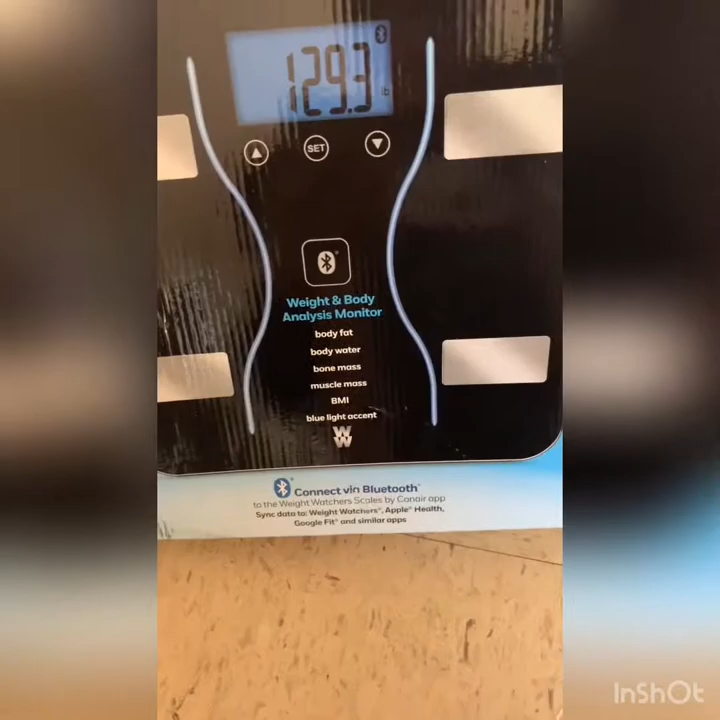 129.3 lb
SET
Weight & Body
Analysis Monitor
body fat
body water
bone mass
muscle mass
BMI
blue light accent
WW
Connect via Bluetooth™
to the Weight Watchers Scales by Conair app
Sync data to: Weight Watchers®, Apple® Health,
Google Fit® and similar apps
InShOt